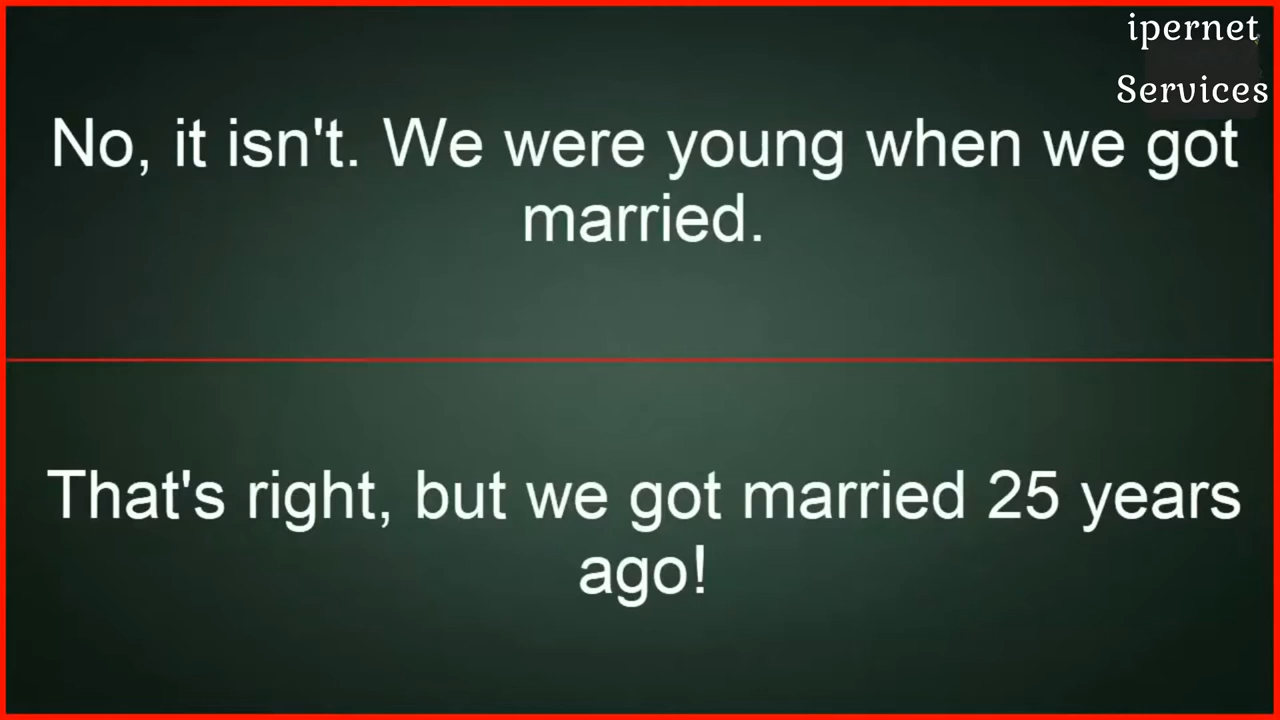 ipernet
Services
No, it isn't. We were young when we got
married.
That's right, but we got married 25 years
ago!